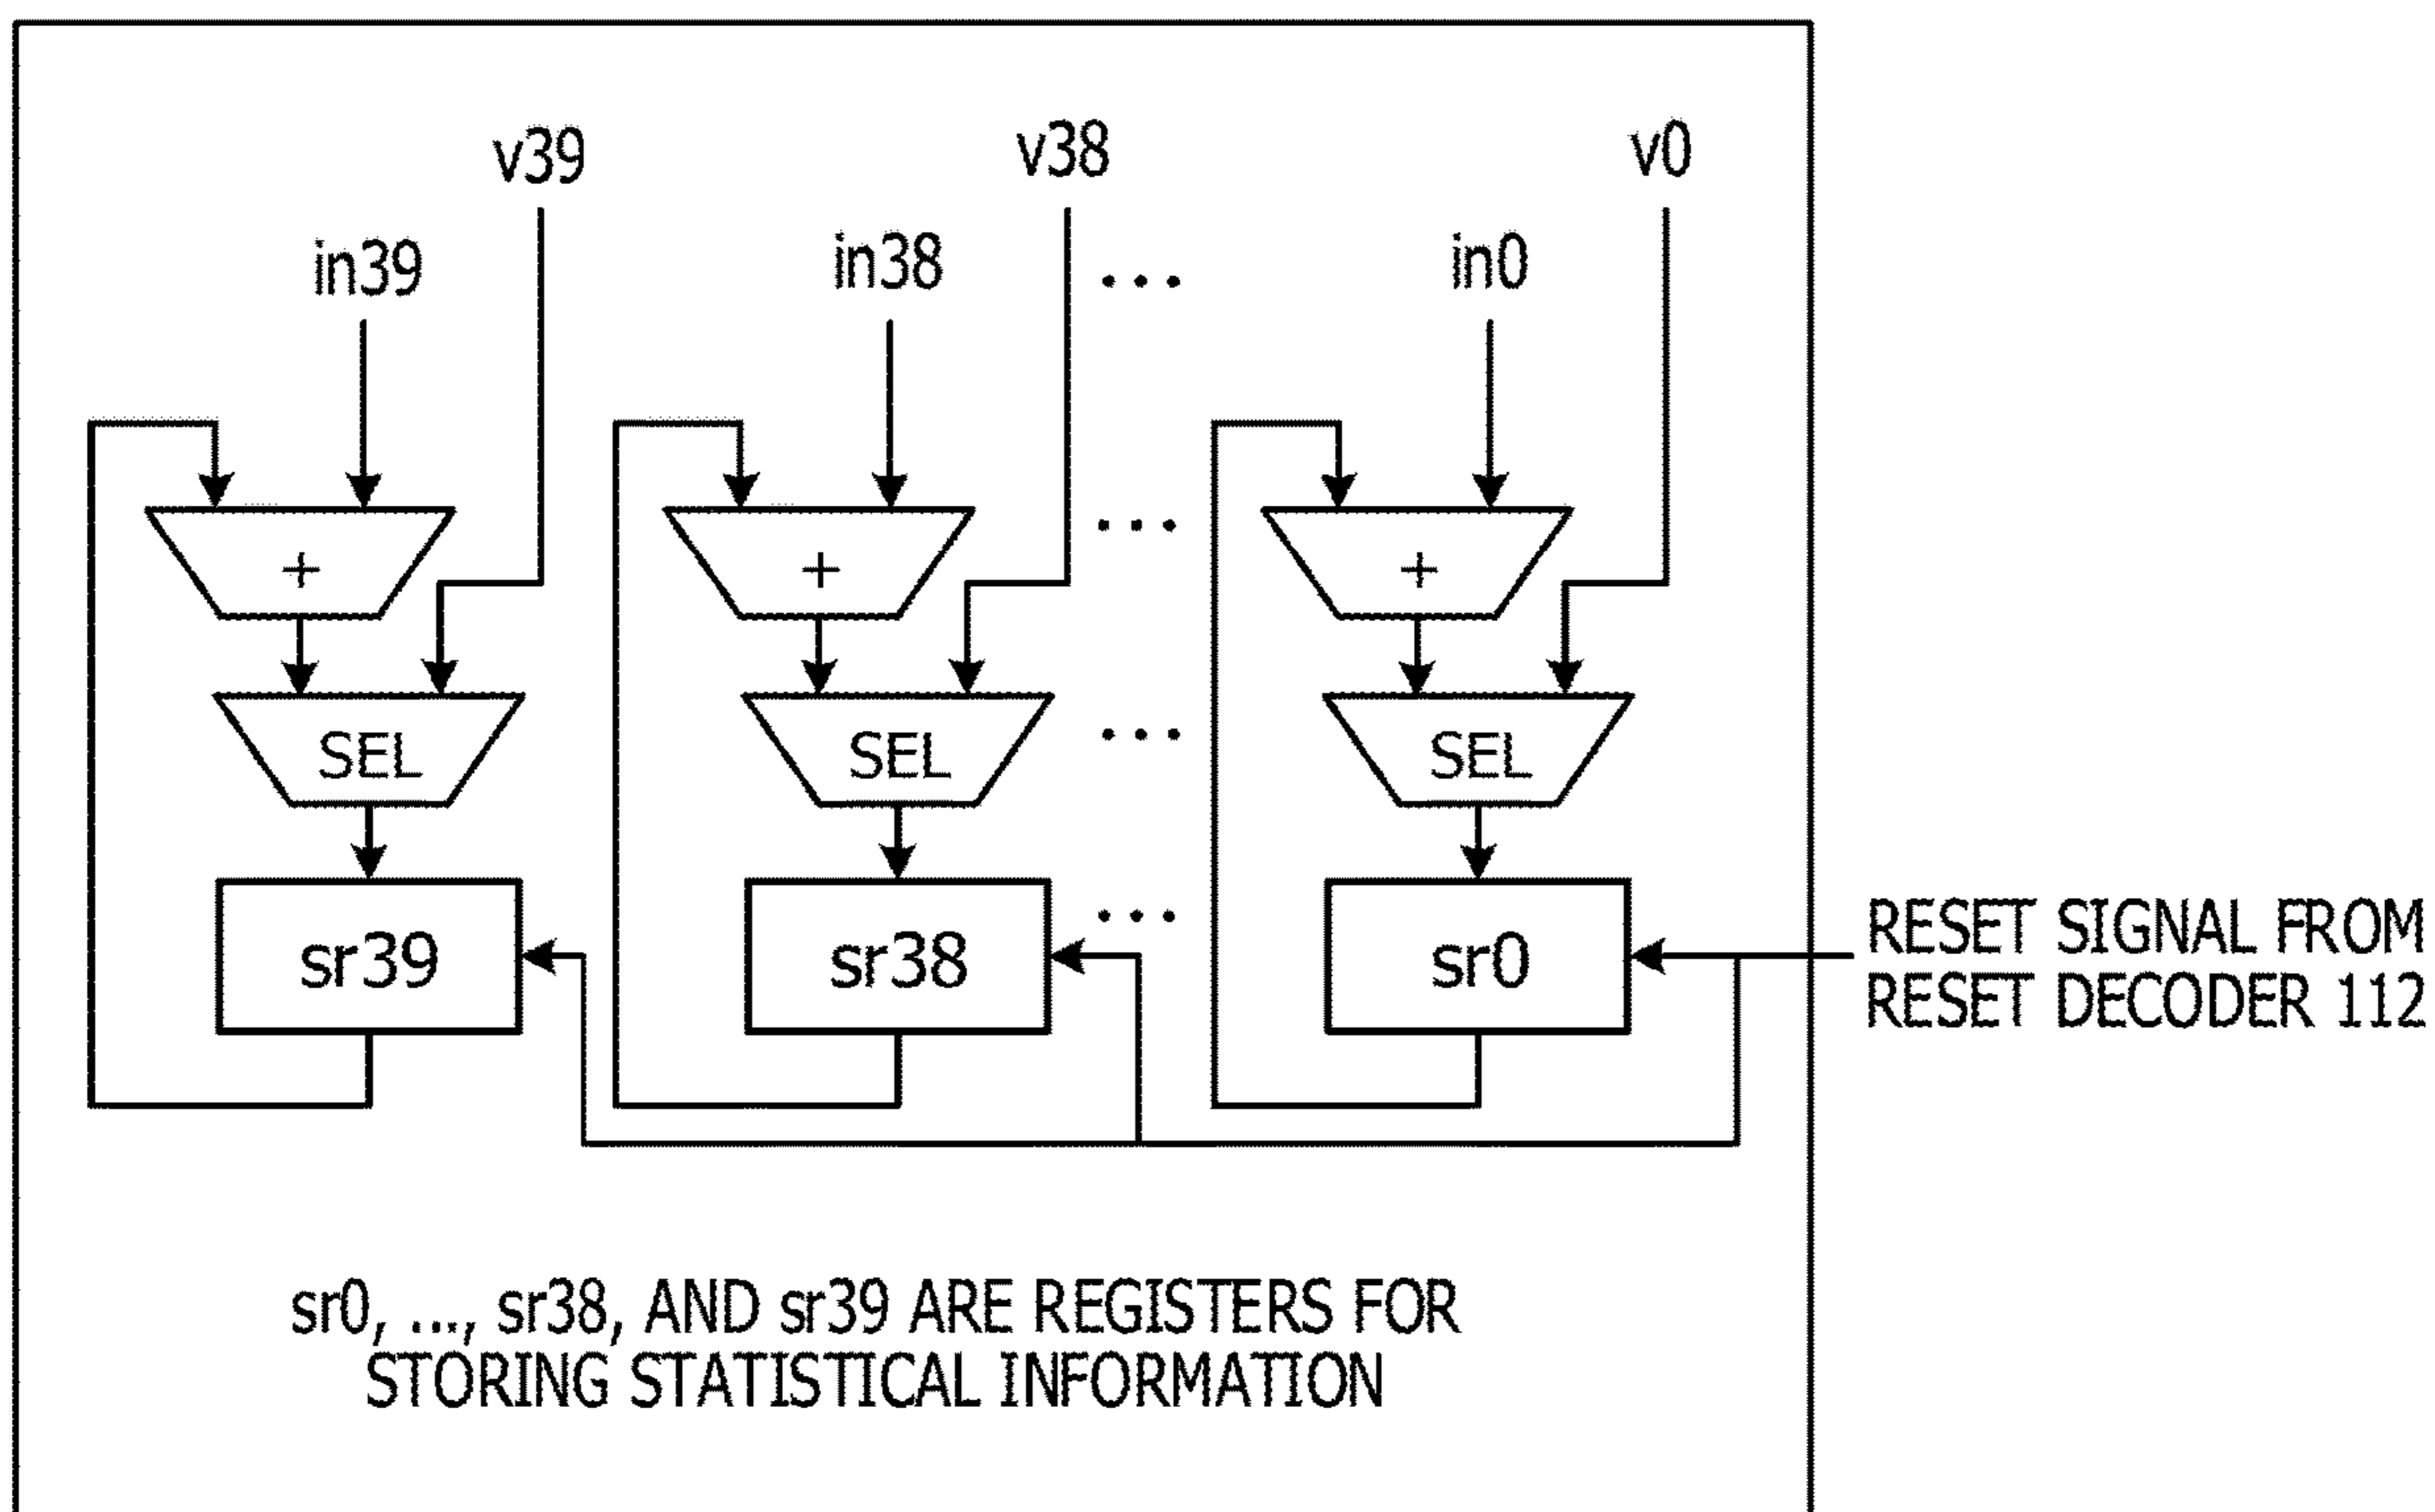 v39 v38 v0
in39 in38 ... in0
+ + ... +
SEL SEL ... SEL
...
sr39 sr38 sr0
RESET SIGNAL FROM
RESET DECODER 112
sr0, ..., sr38, AND sr39 ARE REGISTERS FOR
STORING STATISTICAL INFORMATION